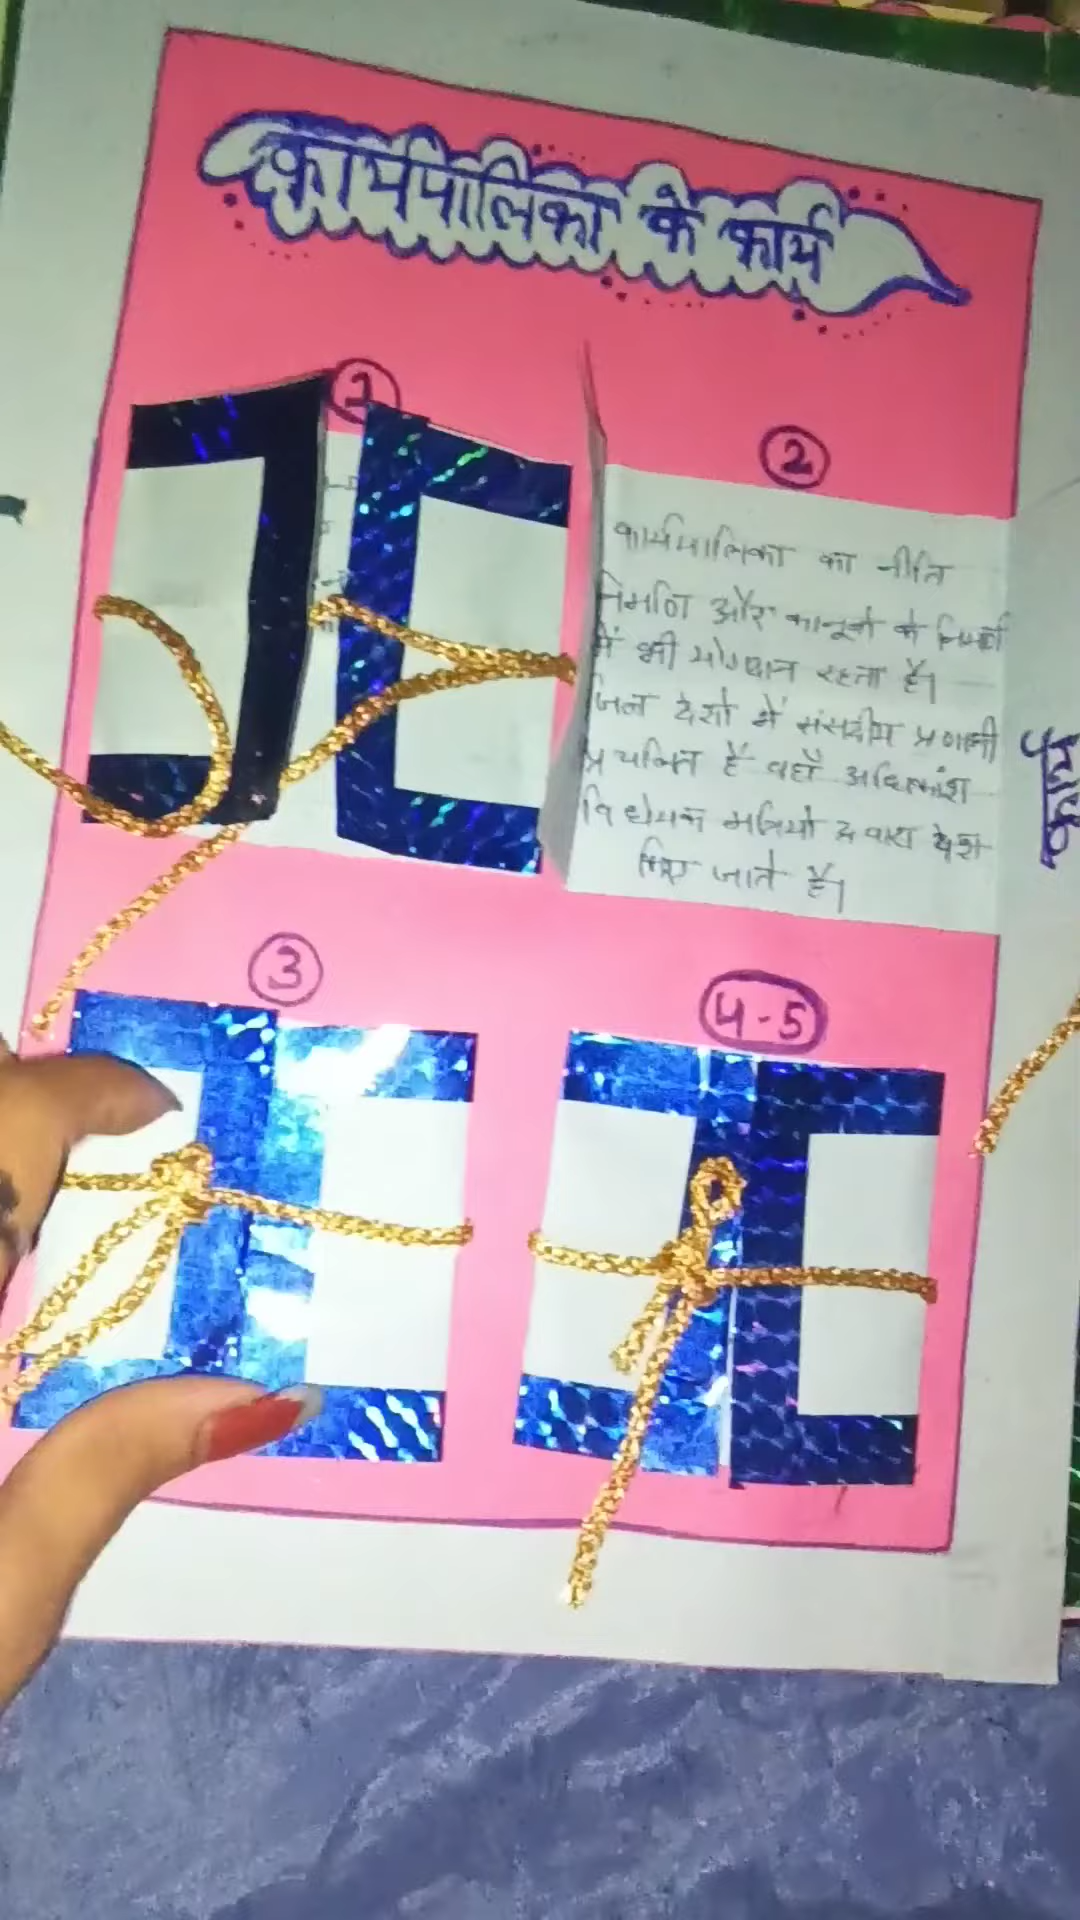 कार्यपालिका के कार्य
1
2
कार्यपालिका का नीति
निर्माण और कानूनो के निर्माण
में भी योगदान रहता है।
जिन देशो में संसदीय प्रणाली
प्रचलित है वहाँ अधिकांश
विधेयक मंत्रियो द्वारा पेश
किए जाते है।
3
4-5